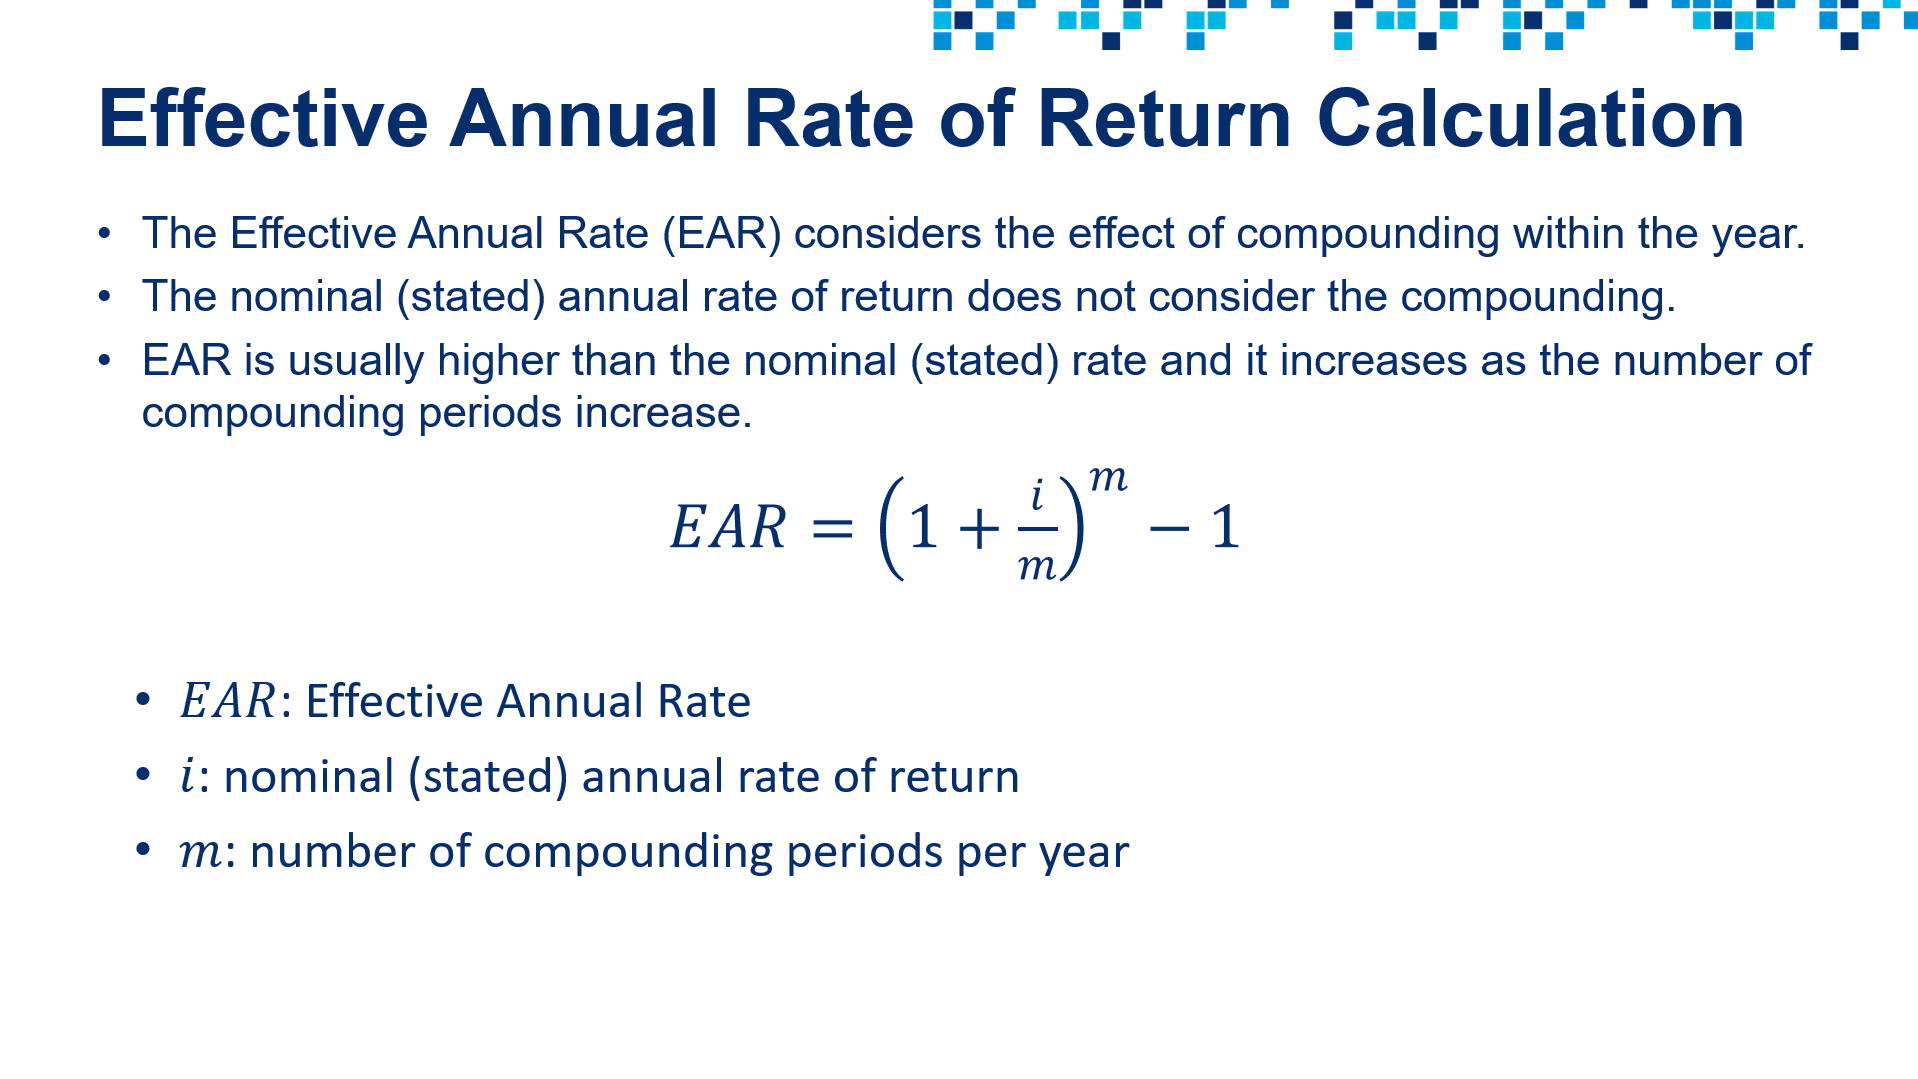 Effective Annual Rate of Return Calculation
• The Effective Annual Rate (EAR) considers the effect of compounding within the year.
• The nominal (stated) annual rate of return does not consider the compounding.
• EAR is usually higher than the nominal (stated) rate and it increases as the number of
compounding periods increase.
EAR = (1 + i/m)^m − 1
• EAR: Effective Annual Rate
• i: nominal (stated) annual rate of return
• m: number of compounding periods per year